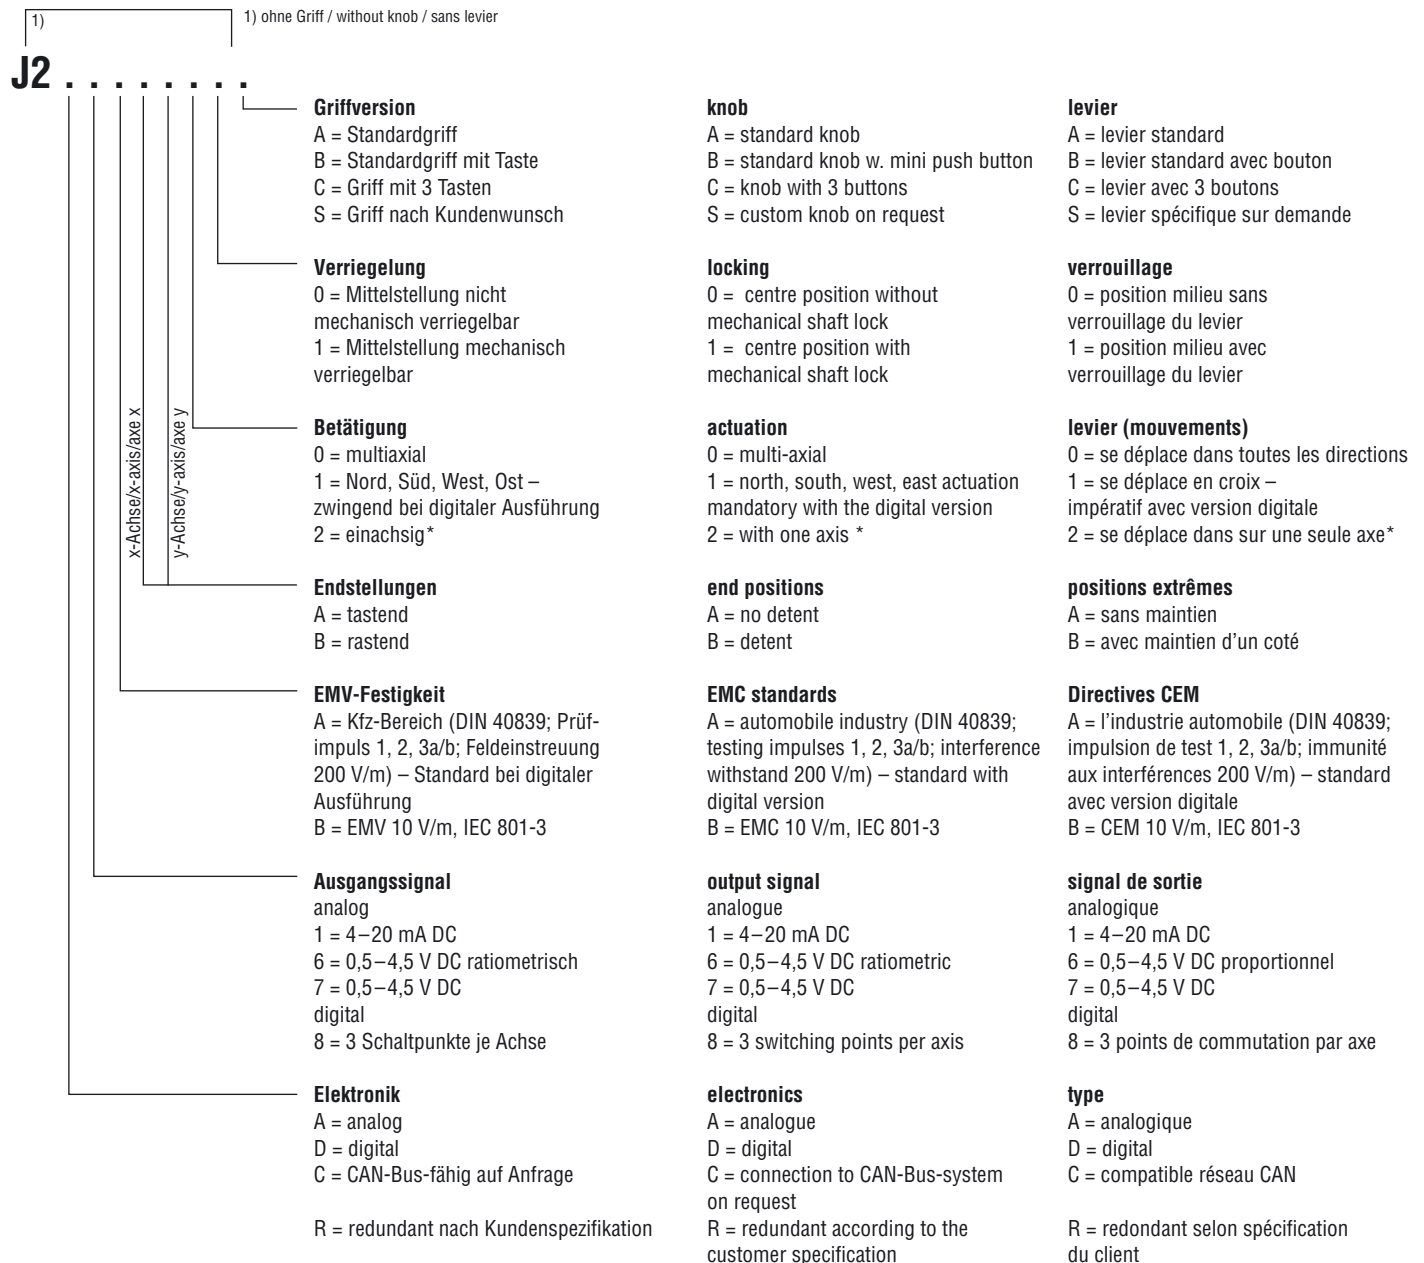 1)
1) ohne Griff / without knob / sans levier
J2 . . . . . . . .
Griffversion
A = Standardgriff
B = Standardgriff mit Taste
C = Griff mit 3 Tasten
S = Griff nach Kundenwunsch
knob
A = standard knob
B = standard knob w. mini push button
C = knob with 3 buttons
S = custom knob on request
levier
A = levier standard
B = levier standard avec bouton
C = levier avec 3 boutons
S = levier spécifique sur demande
Verriegelung
0 = Mittelstellung nicht
mechanisch verriegelbar
1 = Mittelstellung mechanisch
verriegelbar
locking
0 = centre position without
mechanical shaft lock
1 = centre position with
mechanical shaft lock
verrouillage
0 = position milieu sans
verrouillage du levier
1 = position milieu avec
verrouillage du levier
x-Achse/x-axis/axe x
y-Achse/y-axis/axe y
Betätigung
0 = multiaxial
1 = Nord, Süd, West, Ost –
zwingend bei digitaler Ausführung
2 = einachsig*
actuation
0 = multi-axial
1 = north, south, west, east actuation
mandatory with the digital version
2 = with one axis *
levier (mouvements)
0 = se déplace dans toutes les directions
1 = se déplace en croix –
impératif avec version digitale
2 = se déplace dans sur une seule axe*
Endstellungen
A = tastend
B = rastend
end positions
A = no detent
B = detent
positions extrêmes
A = sans maintien
B = avec maintien d'un coté
EMV-Festigkeit
A = Kfz-Bereich (DIN 40839; Prüf-
impuls 1, 2, 3a/b; Feldeinstreuung
200 V/m) – Standard bei digitaler
Ausführung
B = EMV 10 V/m, IEC 801-3
EMC standards
A = automobile industry (DIN 40839;
testing impulses 1, 2, 3a/b; interference
withstand 200 V/m) – standard with
digital version
B = EMC 10 V/m, IEC 801-3
Directives CEM
A = l'industrie automobile (DIN 40839;
impulsion de test 1, 2, 3a/b; immunité
aux interférences 200 V/m) – standard
avec version digitale
B = CEM 10 V/m, IEC 801-3
Ausgangssignal
analog
1 = 4–20 mA DC
6 = 0,5–4,5 V DC ratiometrisch
7 = 0,5–4,5 V DC
digital
8 = 3 Schaltpunkte je Achse
output signal
analogue
1 = 4–20 mA DC
6 = 0,5–4,5 V DC ratiometric
7 = 0,5–4,5 V DC
digital
8 = 3 switching points per axis
signal de sortie
analogique
1 = 4–20 mA DC
6 = 0,5–4,5 V DC proportionnel
7 = 0,5–4,5 V DC
digital
8 = 3 points de commutation par axe
Elektronik
A = analog
D = digital
C = CAN-Bus-fähig auf Anfrage
R = redundant nach Kundenspezifikation
electronics
A = analogue
D = digital
C = connection to CAN-Bus-system
on request
R = redundant according to the
customer specification
type
A = analogique
D = digital
C = compatible réseau CAN
R = redondant selon spécification
du client